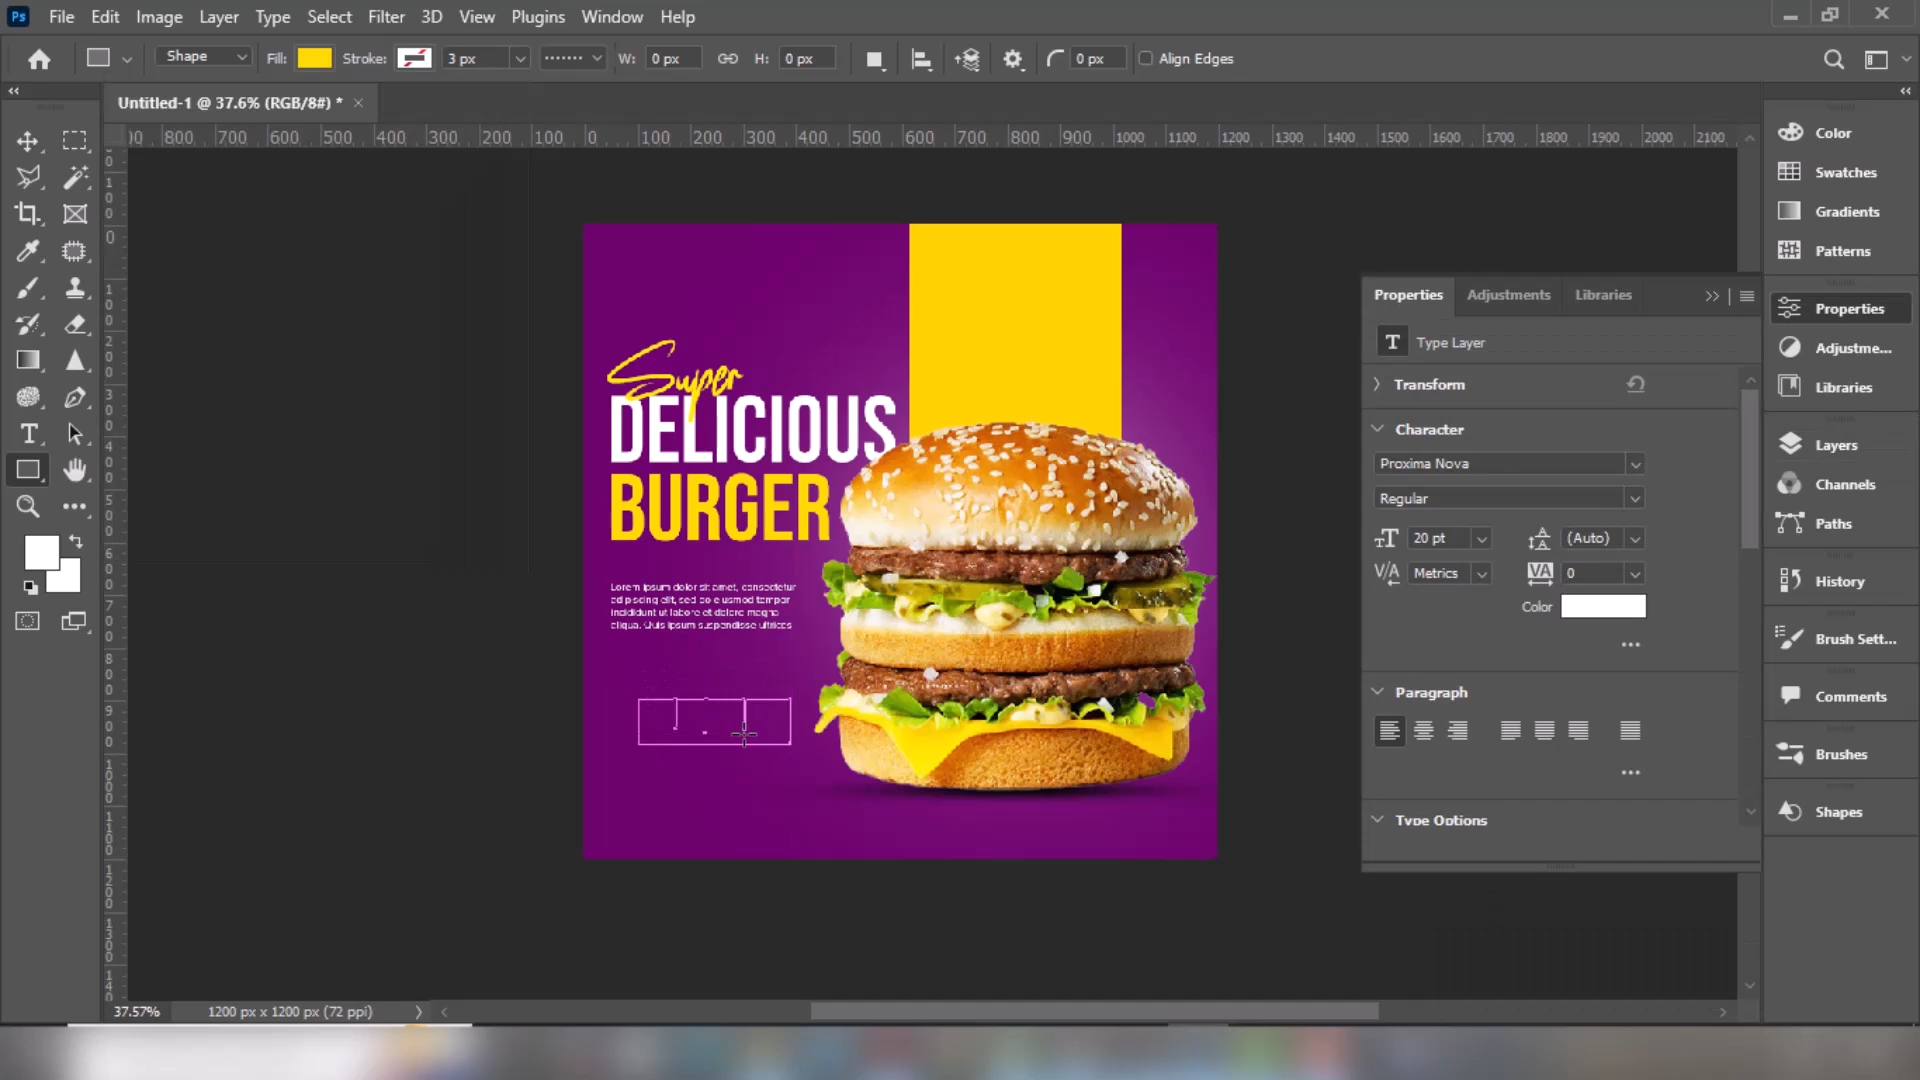 Ps File Edit Image Layer Type Select Filter 3D View Plugins Window Help
Shape Fill: Stroke: 3 px W: 0 px H: 0 px 0 px Align Edges
Untitled-1 @ 37.6% (RGB/8#) *
00 800 700 600 500 400 300 200 100 0 100 200 300 400 500 600 700 800 900 1000 1100 1200 1300 1400 1500 1600 1700 1800 1900 2000 2100
Super
DELICIOUS
BURGER
Lorem ipsum dolor sit amet, consectetur
adipiscing elit, sed do eiusmod tempor
incididunt ut labore et dolore magna
aliqua. Quis ipsum suspendisse ultrices
Properties Adjustments Libraries
T Type Layer
Transform
Character
Proxima Nova
Regular
20 pt (Auto)
Metrics 0
Color
Paragraph
Type Options
Color
Swatches
Gradients
Patterns
Properties
Adjustme...
Libraries
Layers
Channels
Paths
History
Brush Sett...
Comments
Brushes
Shapes
37.57% 1200 px x 1200 px (72 ppi)